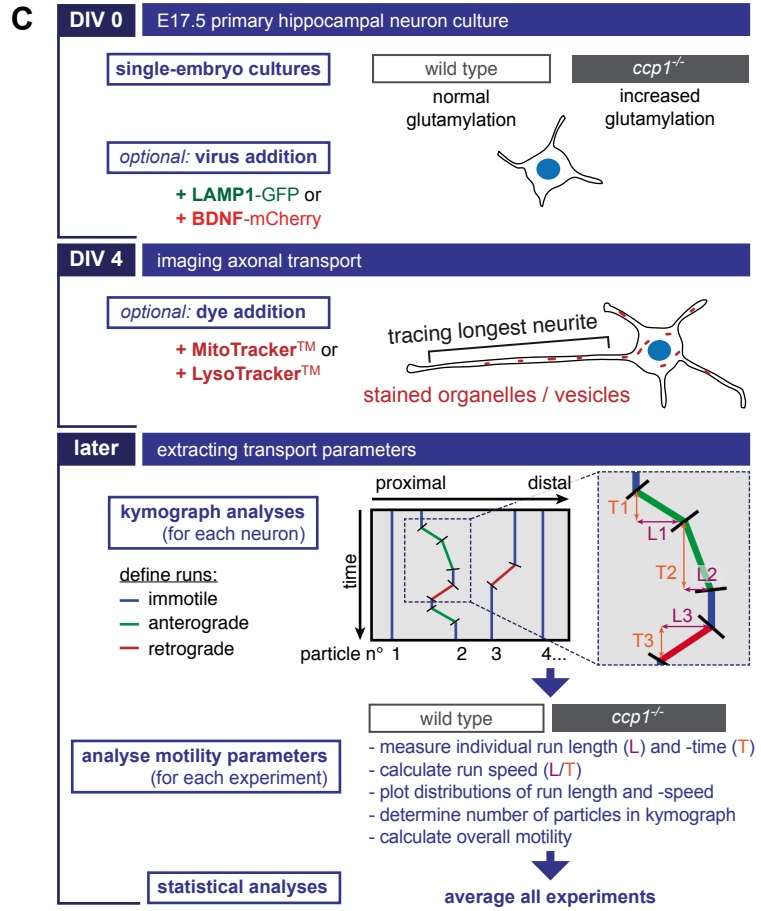 C
DIV 0
E17.5 primary hippocampal neuron culture
single-embryo cultures
wild type
ccp1-/-
normal
glutamylation
increased
glutamylation
optional: virus addition
+ LAMP1-GFP or
+ BDNF-mCherry
DIV 4
imaging axonal transport
optional: dye addition
+ MitoTracker™ or
+ LysoTracker™
tracing longest neurite
stained organelles / vesicles
later
extracting transport parameters
kymograph analyses
(for each neuron)
define runs:
immotile
anterograde
retrograde
proximal
distal
time
particle n° 1 2 3 4...
T1
L1
T2
L2
L3
T3
wild type
ccp1-/-
analyse motility parameters
(for each experiment)
- measure individual run length (L) and -time (T)
- calculate run speed (L/T)
- plot distributions of run length and -speed
- determine number of particles in kymograph
- calculate overall motility
statistical analyses
average all experiments